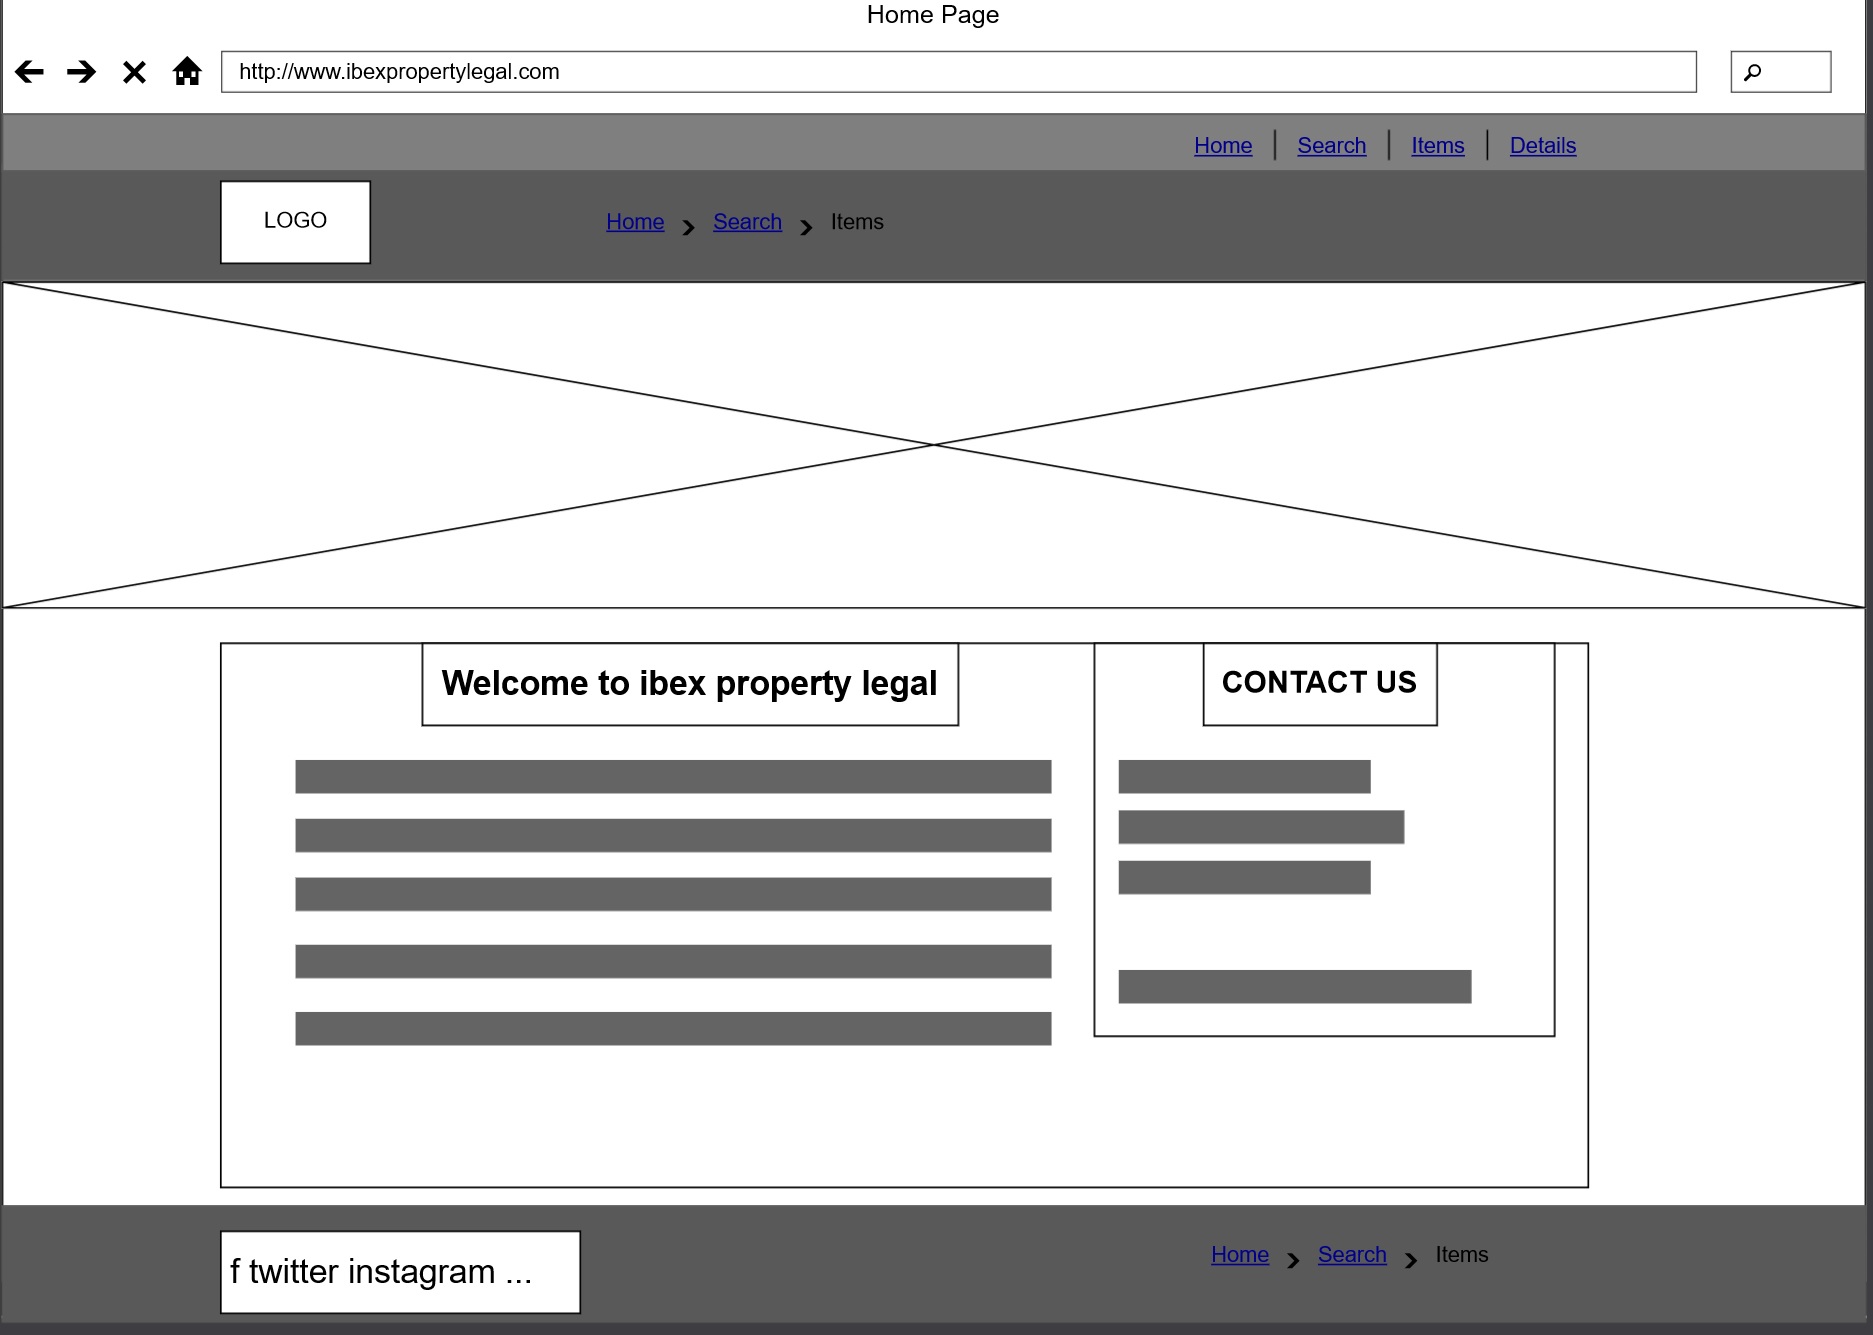 Home Page
http://www.ibexpropertylegal.com
Home Search Items Details
LOGO
Home Search Items
Welcome to ibex property legal
CONTACT US
f twitter instagram ...
Home Search Items